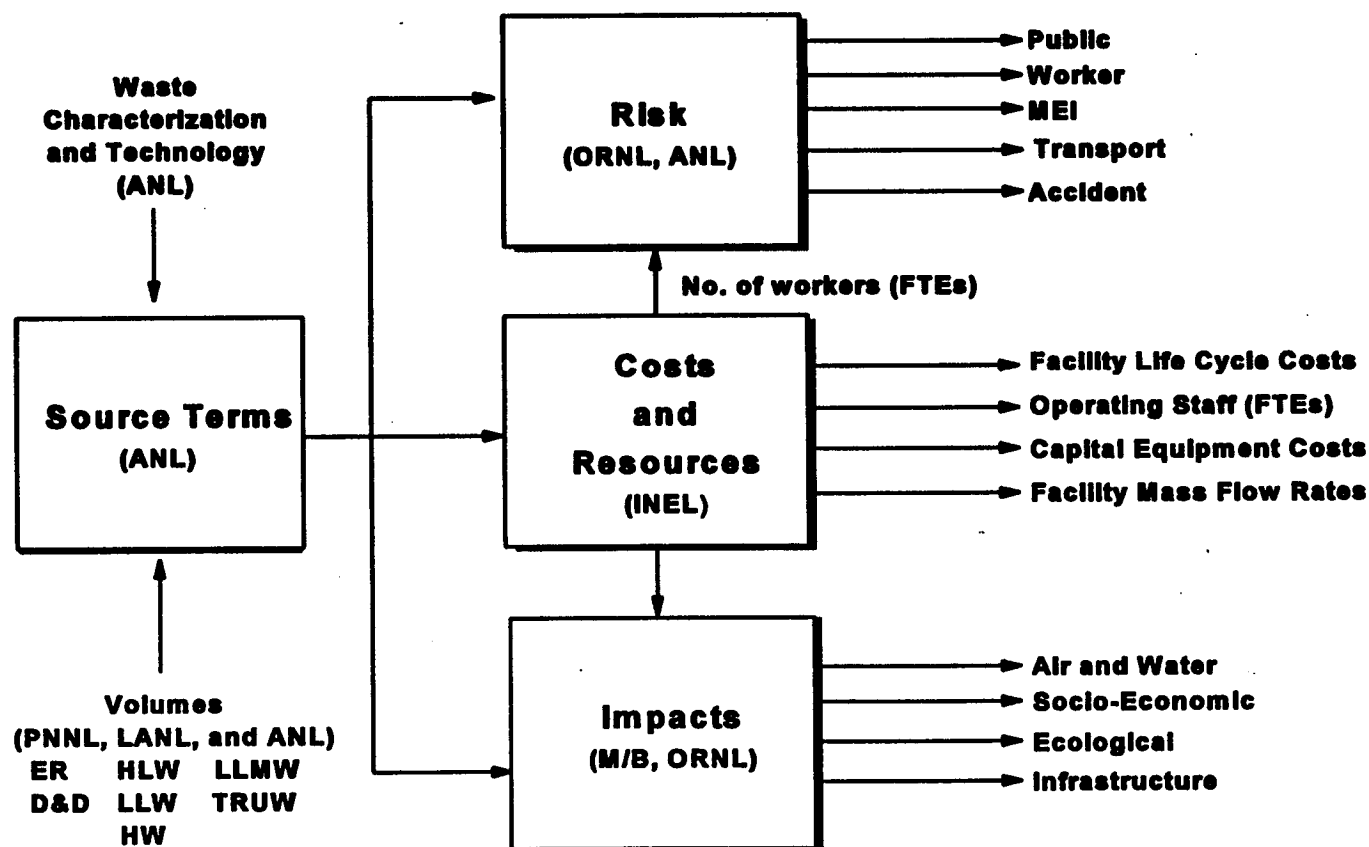 Waste
Characterization
and Technology
(ANL)
Source Terms
(ANL)
Volumes
(PNNL, LANL, and ANL)
ER HLW LLMW
D&D LLW TRUW
HW
Risk
(ORNL, ANL)
Public
Worker
MEI
Transport
Accident
No. of workers (FTEs)
Costs
and
Resources
(INEL)
Facility Life Cycle Costs
Operating Staff (FTEs)
Capital Equipment Costs
Facility Mass Flow Rates
Impacts
(M/B, ORNL)
Air and Water
Socio-Economic
Ecological
Infrastructure